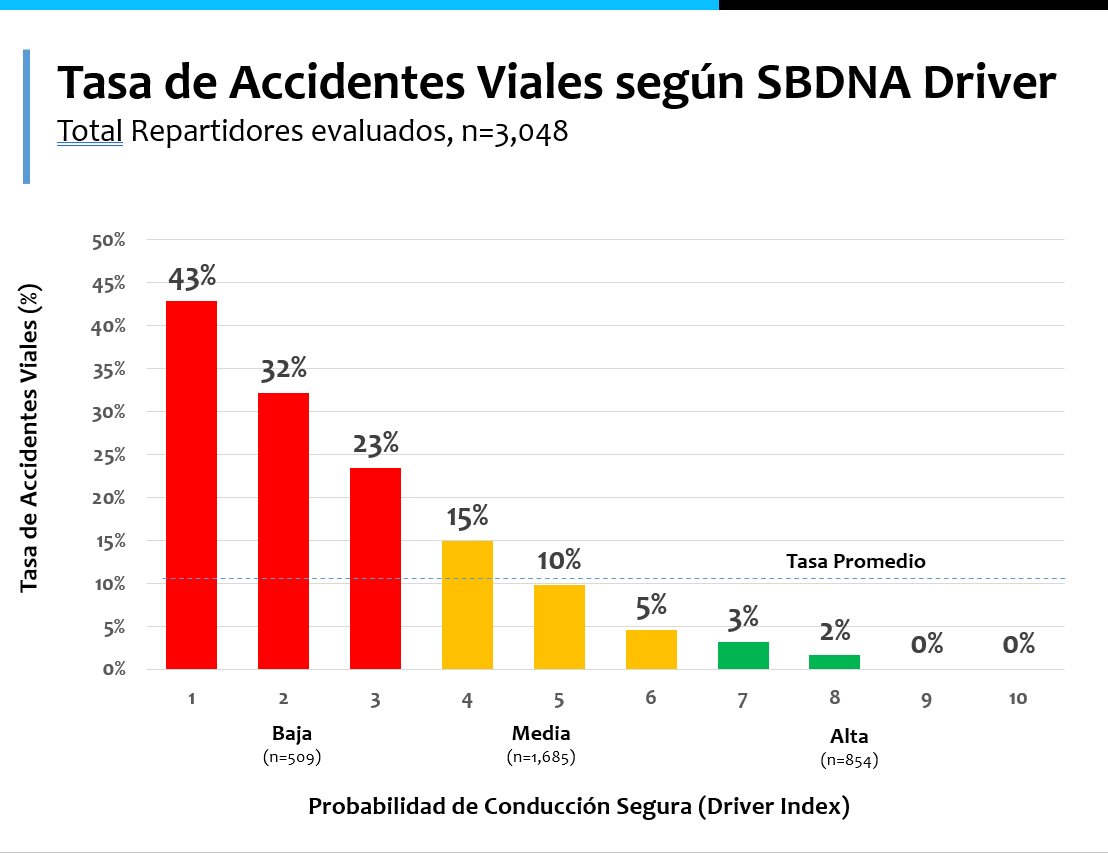 Tasa de Accidentes Viales según SBDNA Driver
Total Repartidores evaluados, n=3,048
Tasa de Accidentes Viales (%)
50%
45%
40%
35%
30%
25%
20%
15%
10%
5%
0%
43%
32%
23%
15%
10%
5%
3%
2%
0%
0%
Tasa Promedio
1 2 3 4 5 6 7 8 9 10
Baja Media Alta
(n=509) (n=1,685) (n=854)
Probabilidad de Conducción Segura (Driver Index)